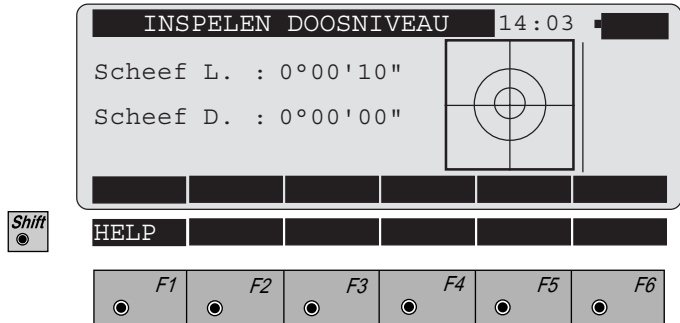 INSPELEN DOOSNIVEAU 14:03
Scheef L. : 0°00'10"
Scheef D. : 0°00'00"
Shift
HELP
F1 F2 F3 F4 F5 F6